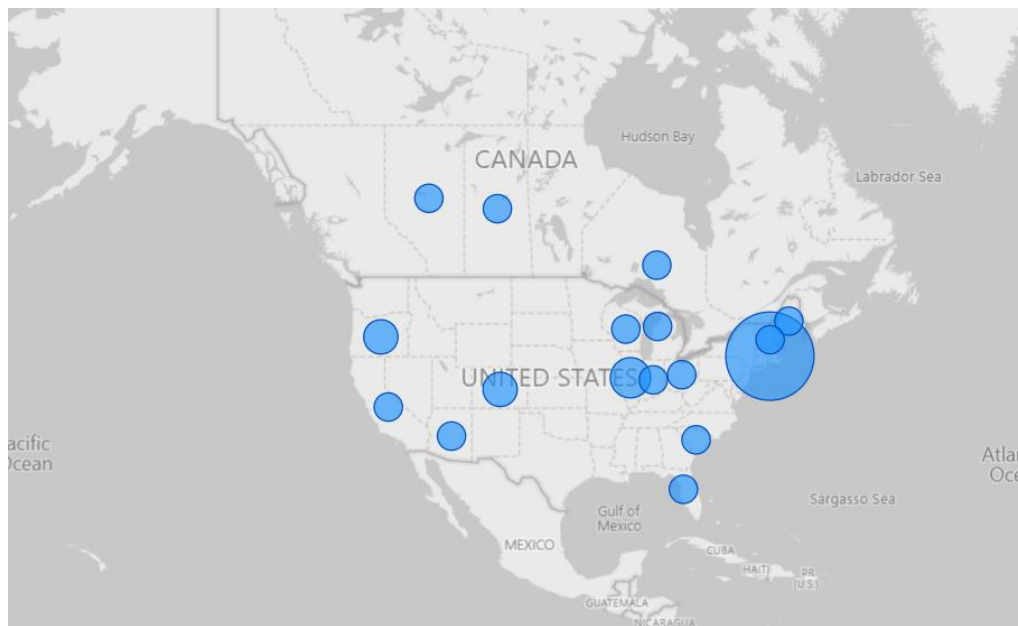 Hudson Bay
CANADA
Labrador Sea
UNITED STATES
acific
Ocean
Atla
Oce
Sargasso Sea
Gulf of
Mexico
MEXICO
CUBA
HAITI
PR
(U.S.)
GUATEMALA
NICARAGUA